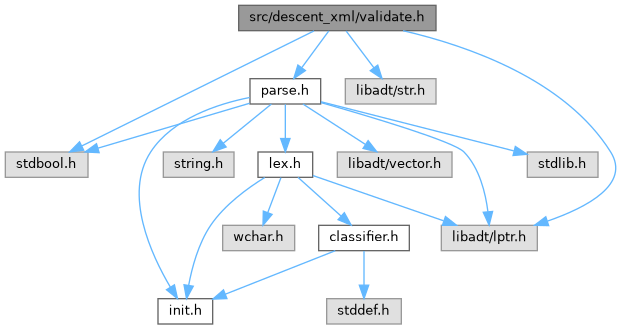 src/descent_xml/validate.h
parse.h
libadt/str.h
stdbool.h
string.h
lex.h
libadt/vector.h
stdlib.h
wchar.h
classifier.h
libadt/lptr.h
init.h
stddef.h